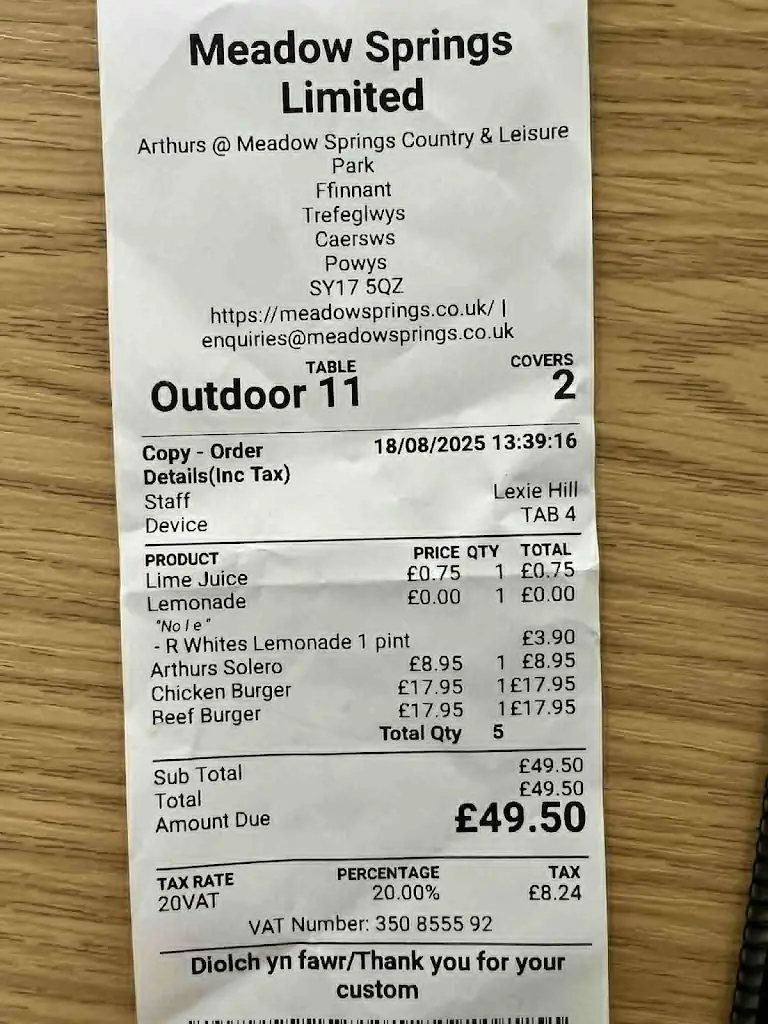 Meadow Springs
Limited
Arthurs @ Meadow Springs Country & Leisure
Park
Ffinnant
Trefeglwys
Caersws
Powys
SY17 5QZ
https://meadowsprings.co.uk/ |
enquiries@meadowsprings.co.uk
TABLE COVERS
Outdoor 11 2
Copy - Order 18/08/2025 13:39:16
Details(Inc Tax)
Staff Lexie Hill
Device TAB 4
PRODUCT PRICE QTY TOTAL
Lime Juice £0.75 1 £0.75
Lemonade £0.00 1 £0.00
"No I e"
- R Whites Lemonade 1 pint £3.90
Arthurs Solero £8.95 1 £8.95
Chicken Burger £17.95 1 £17.95
Beef Burger £17.95 1 £17.95
Total Qty 5
Sub Total £49.50
Total £49.50
Amount Due £49.50
TAX RATE PERCENTAGE TAX
20VAT 20.00% £8.24
VAT Number: 350 8555 92
Diolch yn fawr/Thank you for your
custom